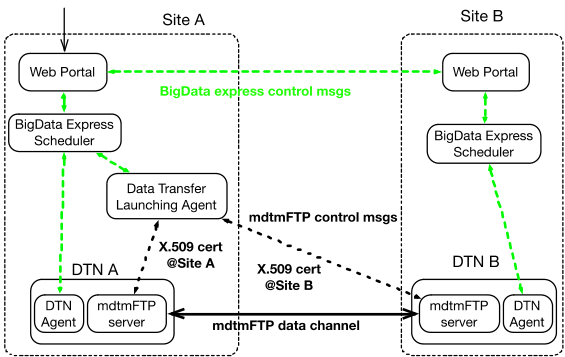 Site A
Site B
Web Portal
Web Portal
BigData express control msgs
BigData Express
Scheduler
BigData Express
Scheduler
Data Transfer
Launching Agent
mdtmFTP control msgs
X.509 cert
@Site A
X.509 cert
@Site B
DTN A
DTN B
DTN
Agent
mdtmFTP
server
mdtmFTP
server
DTN
Agent
mdtmFTP data channel